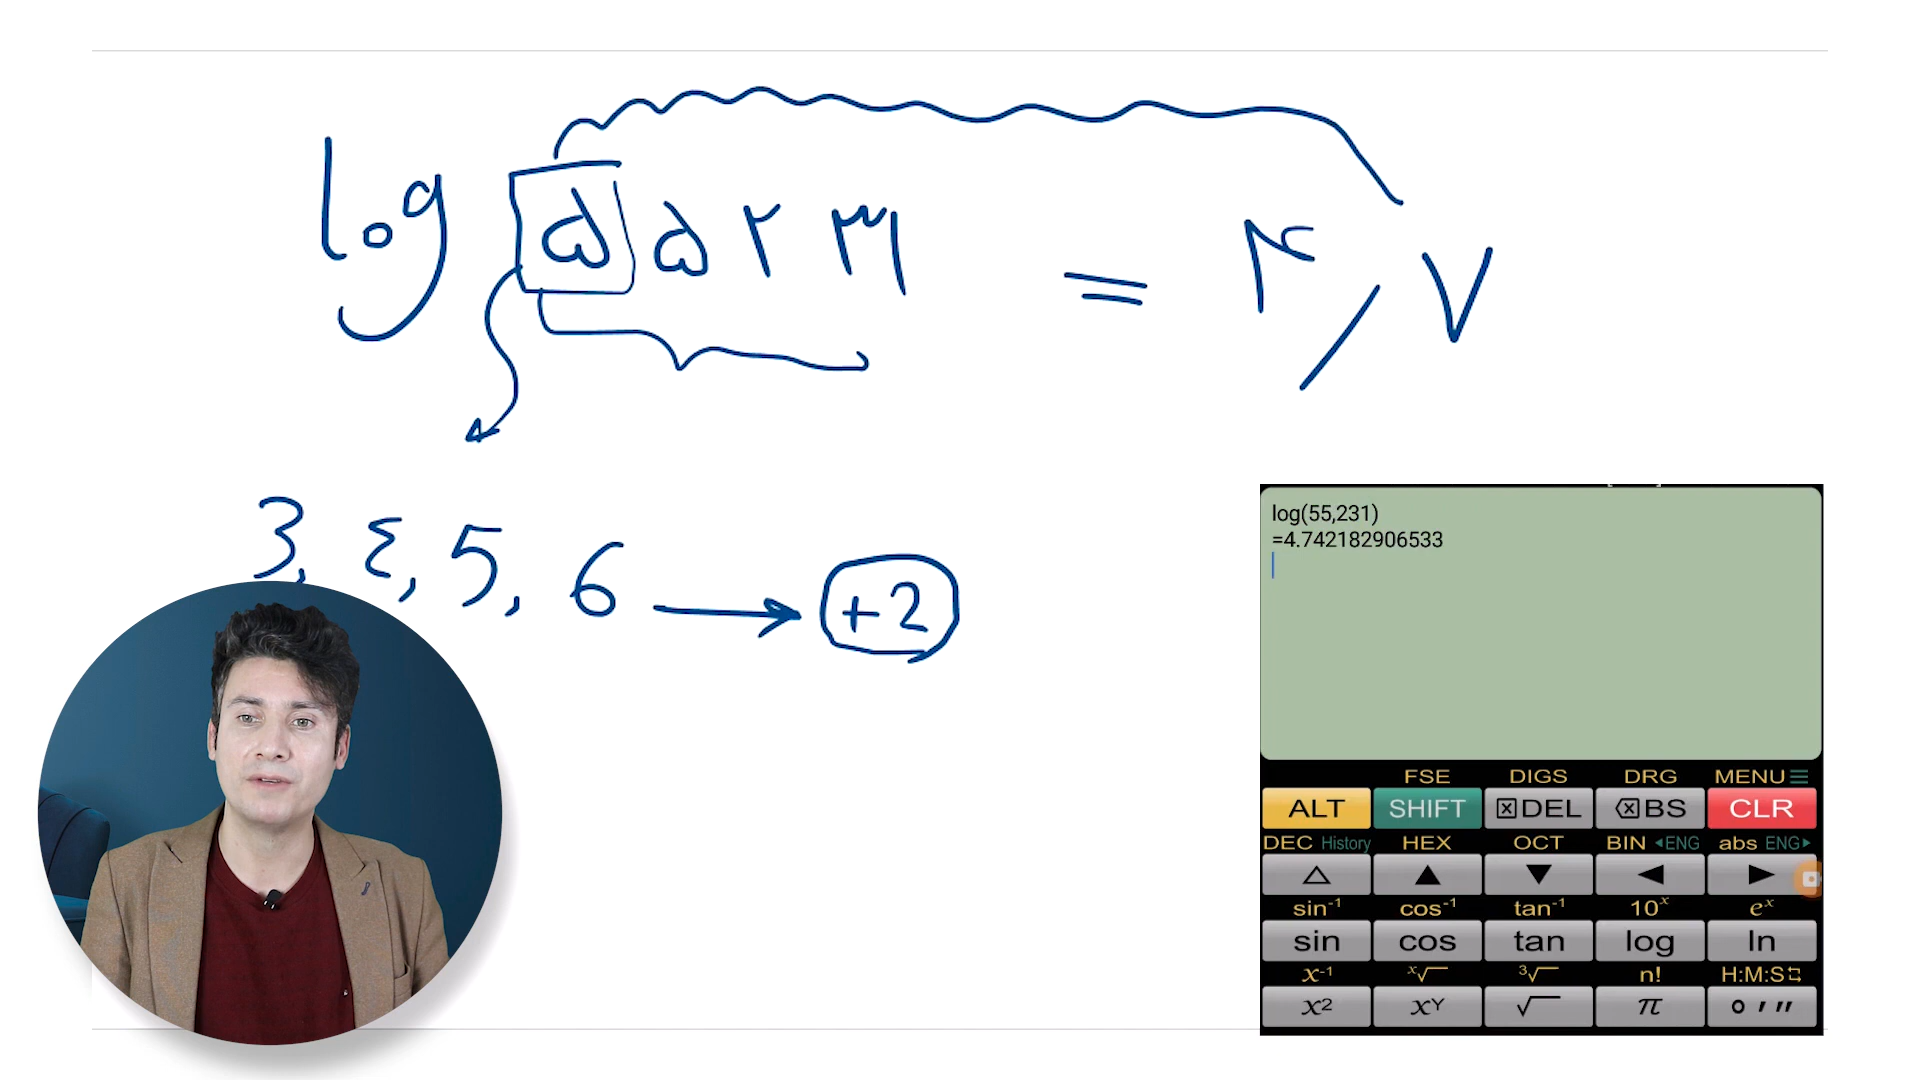 log ۵۵۲۳۱ = ۴/۷
3, ٤, 5, 6 → +2
log(55,231)
=4.742182906533
FSE DIGS DRG MENU
ALT SHIFT DEL BS CLR
DEC History HEX OCT BIN ◂ENG abs ENG▸
△ ▲ ▼ ◀ ▶
sin⁻¹ cos⁻¹ tan⁻¹ 10ˣ eˣ
sin cos tan log ln
x⁻¹ ˣ√ ³√ n! H:M:S
x² xʸ √ π ° ′ ″